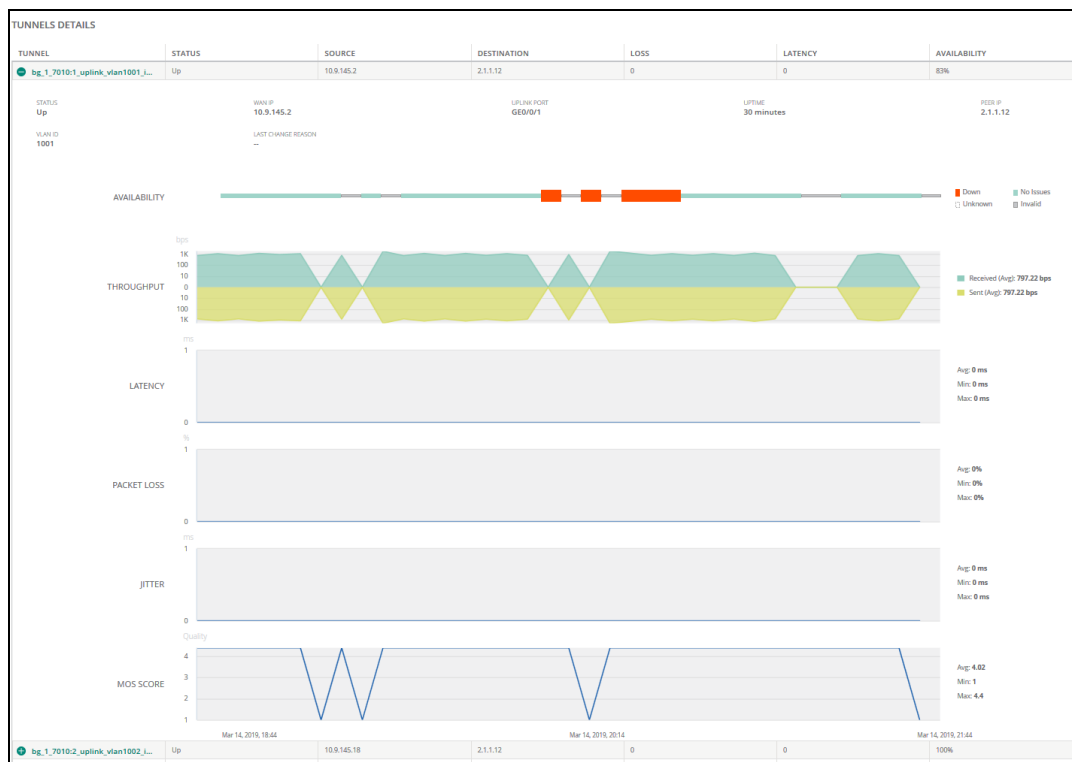 TUNNELS DETAILS
TUNNEL STATUS SOURCE DESTINATION LOSS LATENCY AVAILABILITY
bg_1_7010:1_uplink_vlan1001_i... Up 10.9.145.2 2.1.1.12 0 0 83%
STATUS WAN IP UPLINK PORT UPTIME PEER IP
Up 10.9.145.2 GE0/0/1 30 minutes 2.1.1.12
VLAN ID LAST CHANGE REASON
1001 --
AVAILABILITY
Down No Issues
Unknown Invalid
bps
1K
100
10
0
10
100
1K
THROUGHPUT
Received (Avg): 797.22 bps
Sent (Avg): 797.22 bps
ms
1
0
LATENCY
Avg: 0 ms
Min: 0 ms
Max: 0 ms
%
1
0
PACKET LOSS
Avg: 0%
Min: 0%
Max: 0%
ms
1
0
JITTER
Avg: 0 ms
Min: 0 ms
Max: 0 ms
Quality
4
3
2
1
MOS SCORE
Avg: 4.02
Min: 1
Max: 4.4
Mar 14, 2019, 18:44 Mar 14, 2019, 20:14 Mar 14, 2019, 21:44
bg_1_7010:2_uplink_vlan1002_i... Up 10.9.145.18 2.1.1.12 0 0 100%